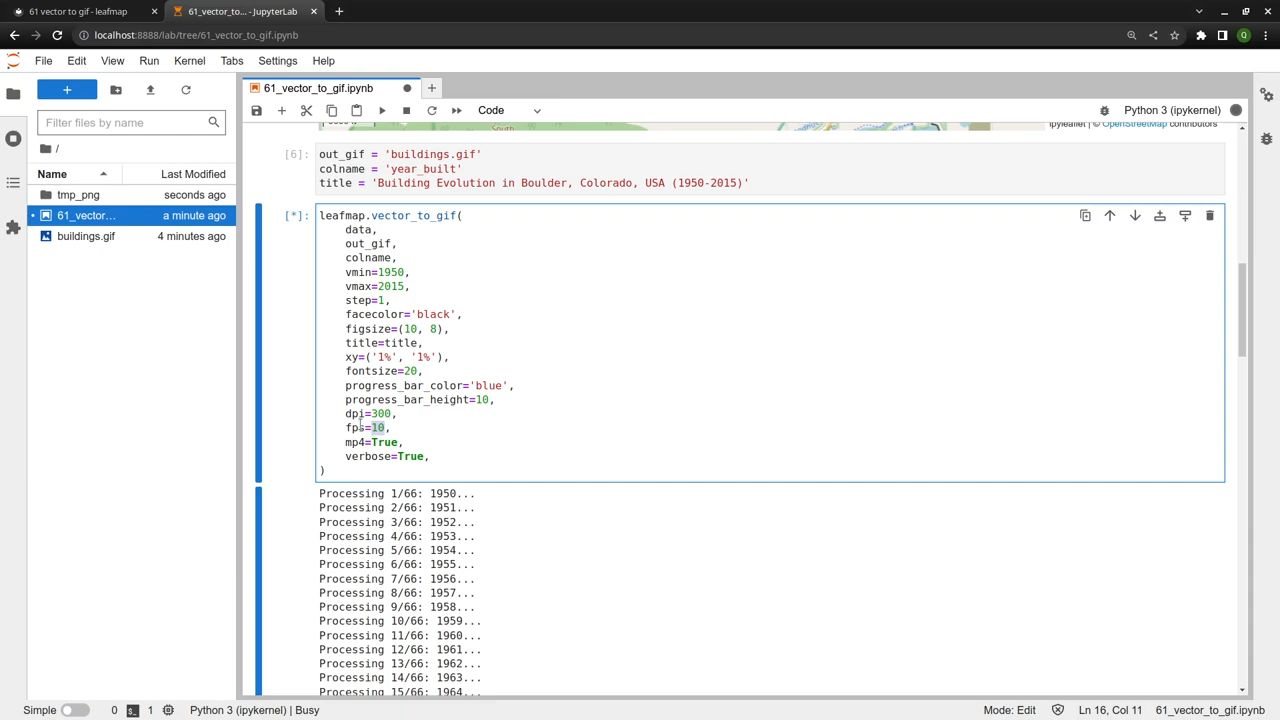 61 vector to gif - leafmap
61_vector_to... - JupyterLab
localhost:8888/lab/tree/61_vector_to_gif.ipynb
Q
File Edit View Run Kernel Tabs Settings Help
61_vector_to_gif.ipynb
Code
Python 3 (ipykernel)
Filter files by name
/
Name Last Modified
tmp_png seconds ago
61_vector... a minute ago
buildings.gif 4 minutes ago
South
ipyleaflet | © OpenStreetMap contributors
[6]: out_gif = 'buildings.gif'
colname = 'year_built'
title = 'Building Evolution in Boulder, Colorado, USA (1950-2015)'
[*]: leafmap.vector_to_gif(
data,
out_gif,
colname,
vmin=1950,
vmax=2015,
step=1,
facecolor='black',
figsize=(10, 8),
title=title,
xy=('1%', '1%'),
fontsize=20,
progress_bar_color='blue',
progress_bar_height=10,
dpi=300,
fps=10,
mp4=True,
verbose=True,
)
Processing 1/66: 1950...
Processing 2/66: 1951...
Processing 3/66: 1952...
Processing 4/66: 1953...
Processing 5/66: 1954...
Processing 6/66: 1955...
Processing 7/66: 1956...
Processing 8/66: 1957...
Processing 9/66: 1958...
Processing 10/66: 1959...
Processing 11/66: 1960...
Processing 12/66: 1961...
Processing 13/66: 1962...
Processing 14/66: 1963...
Processing 15/66: 1964...
Simple 0 1 Python 3 (ipykernel) | Busy Mode: Edit Ln 16, Col 11 61_vector_to_gif.ipynb